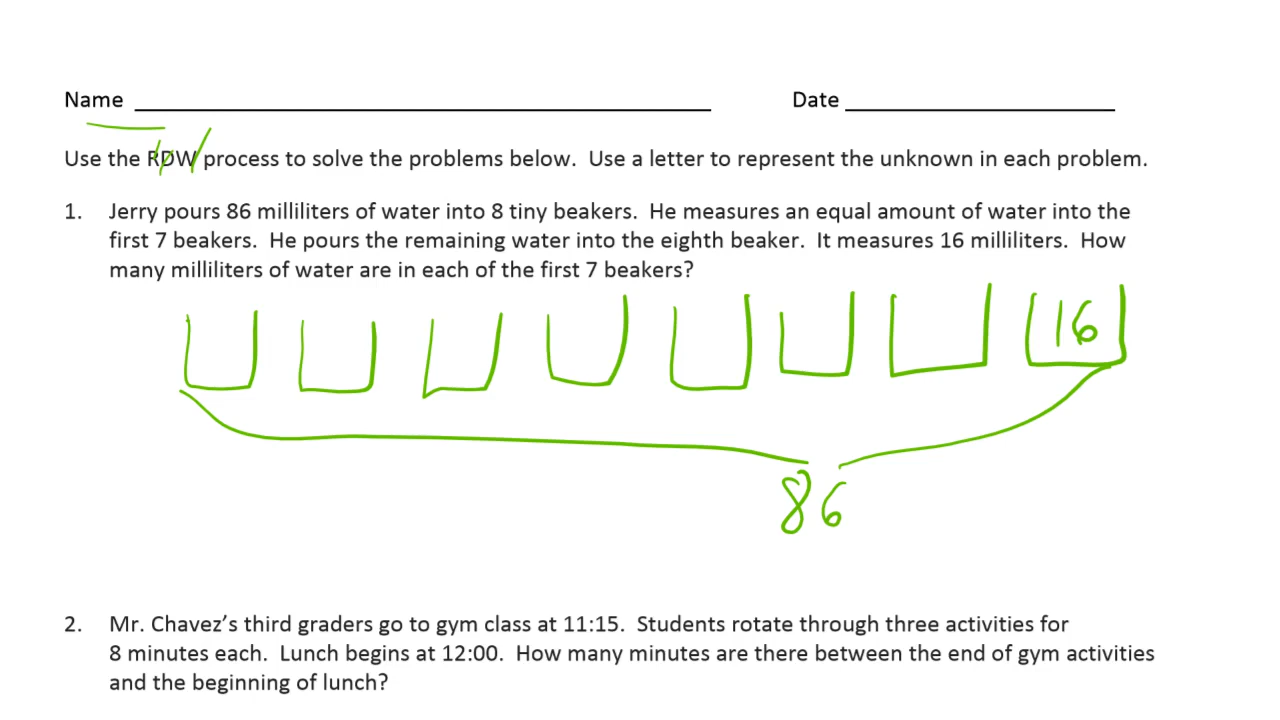 Name ______________________ Date ______________
Use the RDW process to solve the problems below. Use a letter to represent the unknown in each problem.
1. Jerry pours 86 milliliters of water into 8 tiny beakers. He measures an equal amount of water into the
first 7 beakers. He pours the remaining water into the eighth beaker. It measures 16 milliliters. How
many milliliters of water are in each of the first 7 beakers?
16
86
2. Mr. Chavez’s third graders go to gym class at 11:15. Students rotate through three activities for
8 minutes each. Lunch begins at 12:00. How many minutes are there between the end of gym activities
and the beginning of lunch?